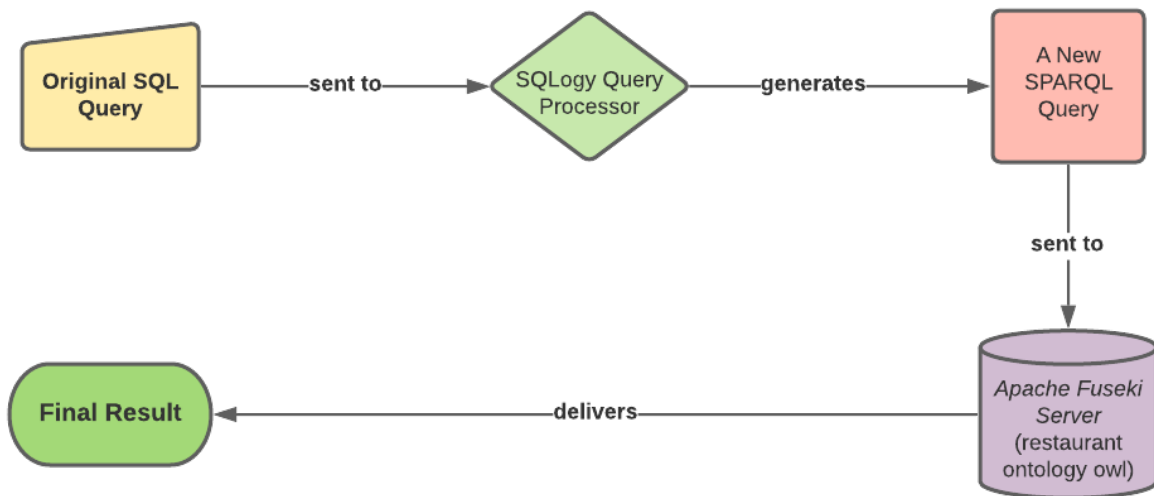 Original SQL
Query
sent to
SQLogy Query
Processor
generates
A New
SPARQL
Query
sent to
Apache Fuseki
Server
(restaurant
ontology owl)
delivers
Final Result